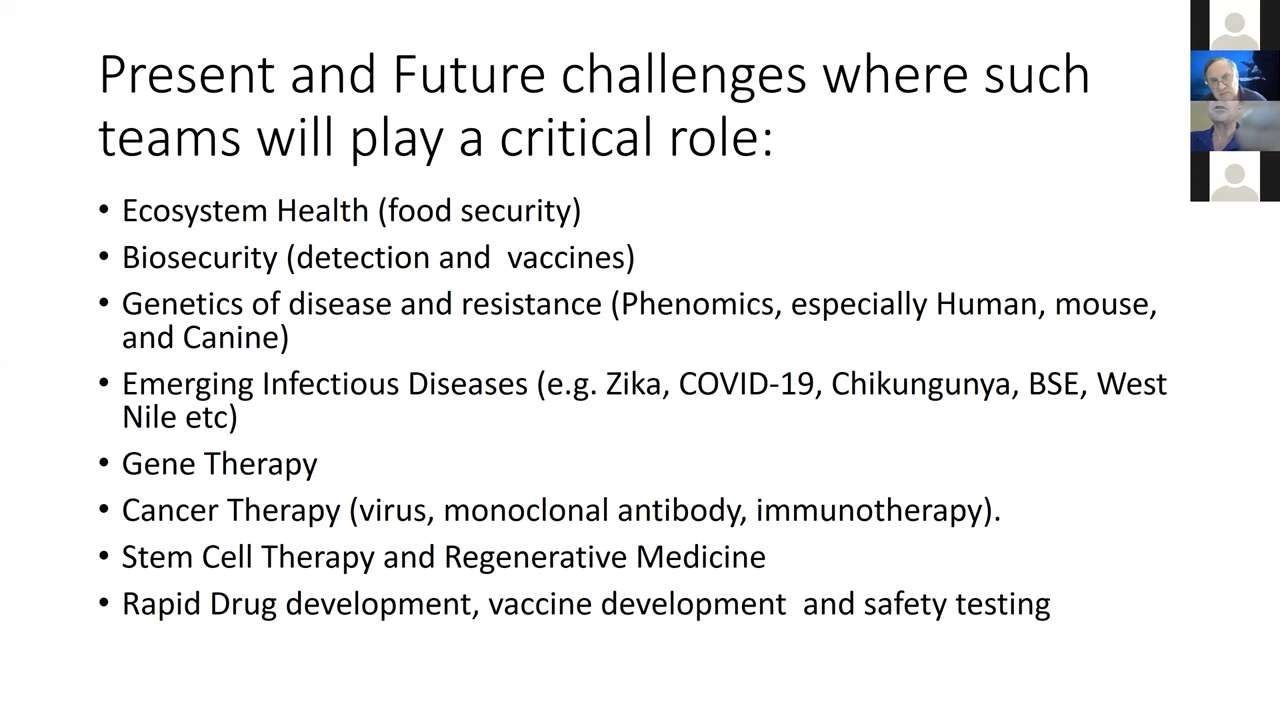 Present and Future challenges where such
teams will play a critical role:
• Ecosystem Health (food security)
• Biosecurity (detection and  vaccines)
• Genetics of disease and resistance (Phenomics, especially Human, mouse,
and Canine)
• Emerging Infectious Diseases (e.g. Zika, COVID-19, Chikungunya, BSE, West
Nile etc)
• Gene Therapy
• Cancer Therapy (virus, monoclonal antibody, immunotherapy).
• Stem Cell Therapy and Regenerative Medicine
• Rapid Drug development, vaccine development  and safety testing